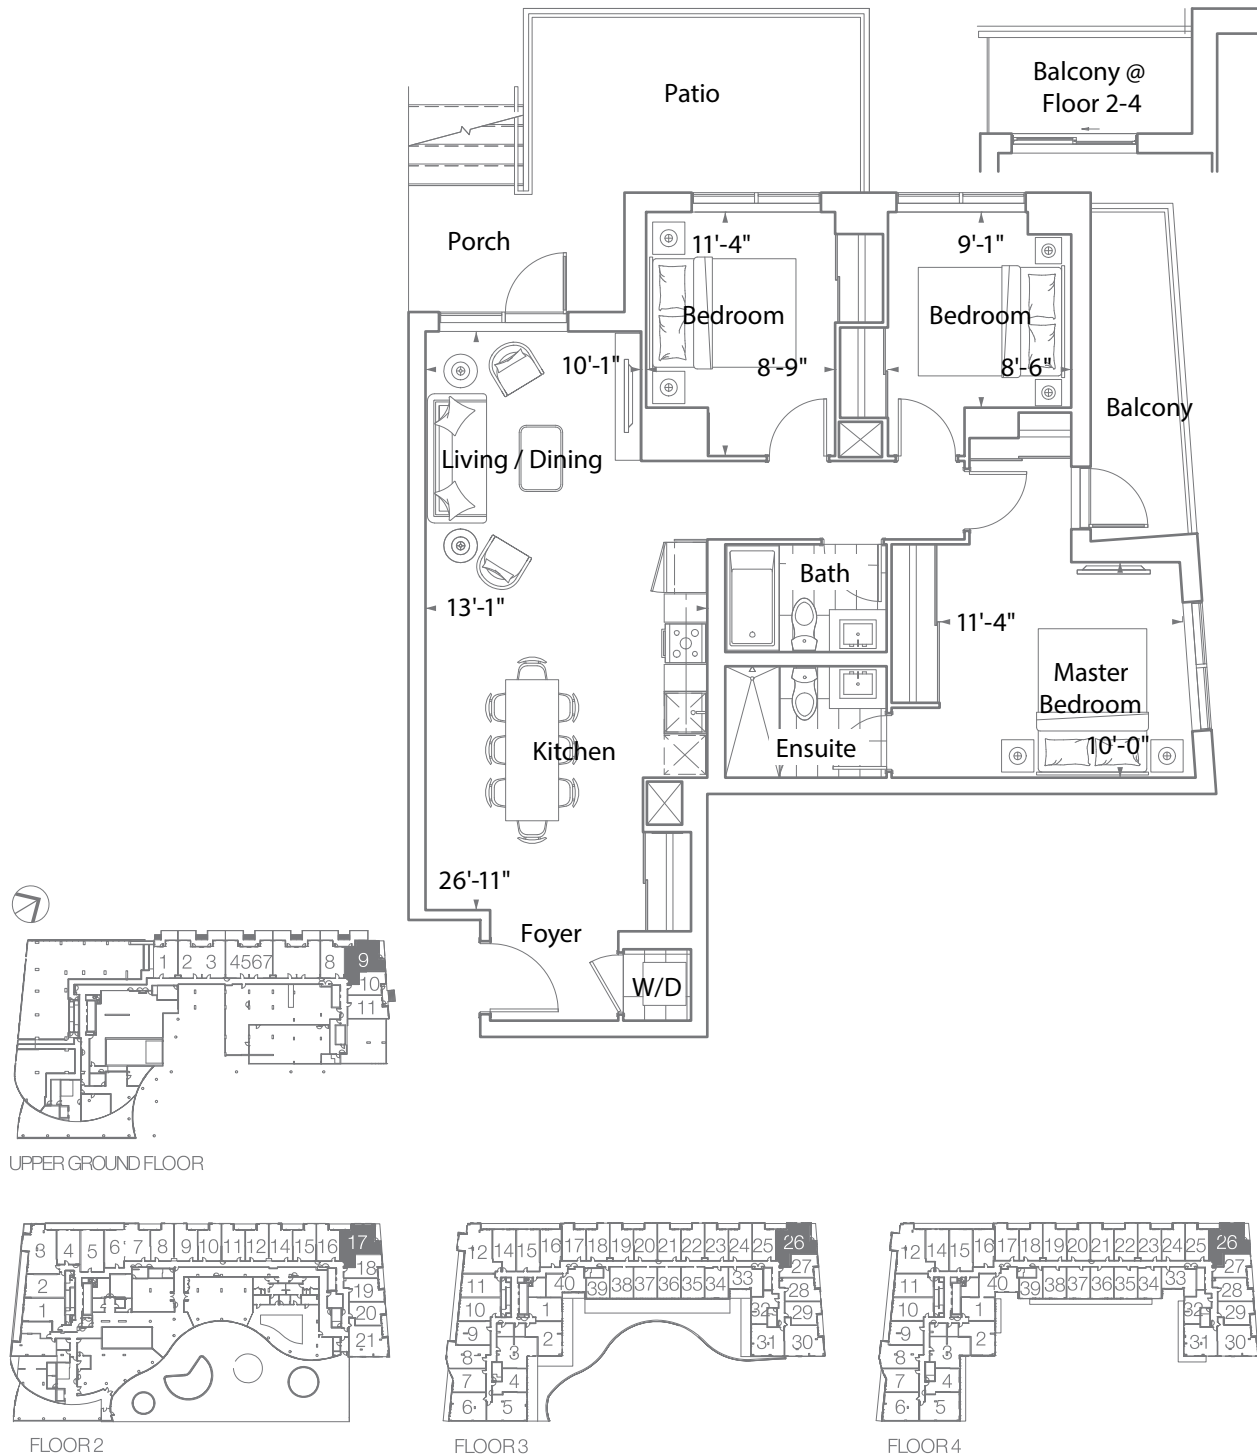 Patio
Balcony @
Floor 2-4
Porch
11'-4"
9'-1"
Bedroom
Bedroom
10'-1"
8'-9"
8'-6"
Balcony
Living / Dining
Bath
13'-1"
11'-4"
Master
Bedroom
Ensuite
10'-0"
Kitchen
26'-11"
Foyer
W/D
1 2 3 4 5 6 7 8 9
10
11
UPPER GROUND FLOOR
3 4 5 6 7 8 9 10 11 12 14 15 16 17
18
2
19
1
20
21
FLOOR 2
12 14 15 16 17 18 19 20 21 22 23 24 25 26
27
11 40 39 38 37 36 35 34 33 28
10 1 32 29
9 2 31 30
8 3
7 4
6 5
FLOOR 3
12 14 15 16 17 18 19 20 21 22 23 24 25 26
27
11 40 39 38 37 36 35 34 33 28
10 1 32 29
9 2 31 30
8 3
7 4
6 5
FLOOR 4